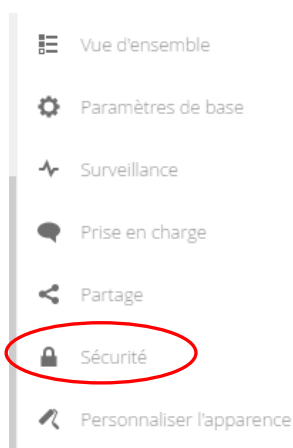 Vue d'ensemble
Paramètres de base
Surveillance
Prise en charge
Partage
Sécurité
Personnaliser l'apparence